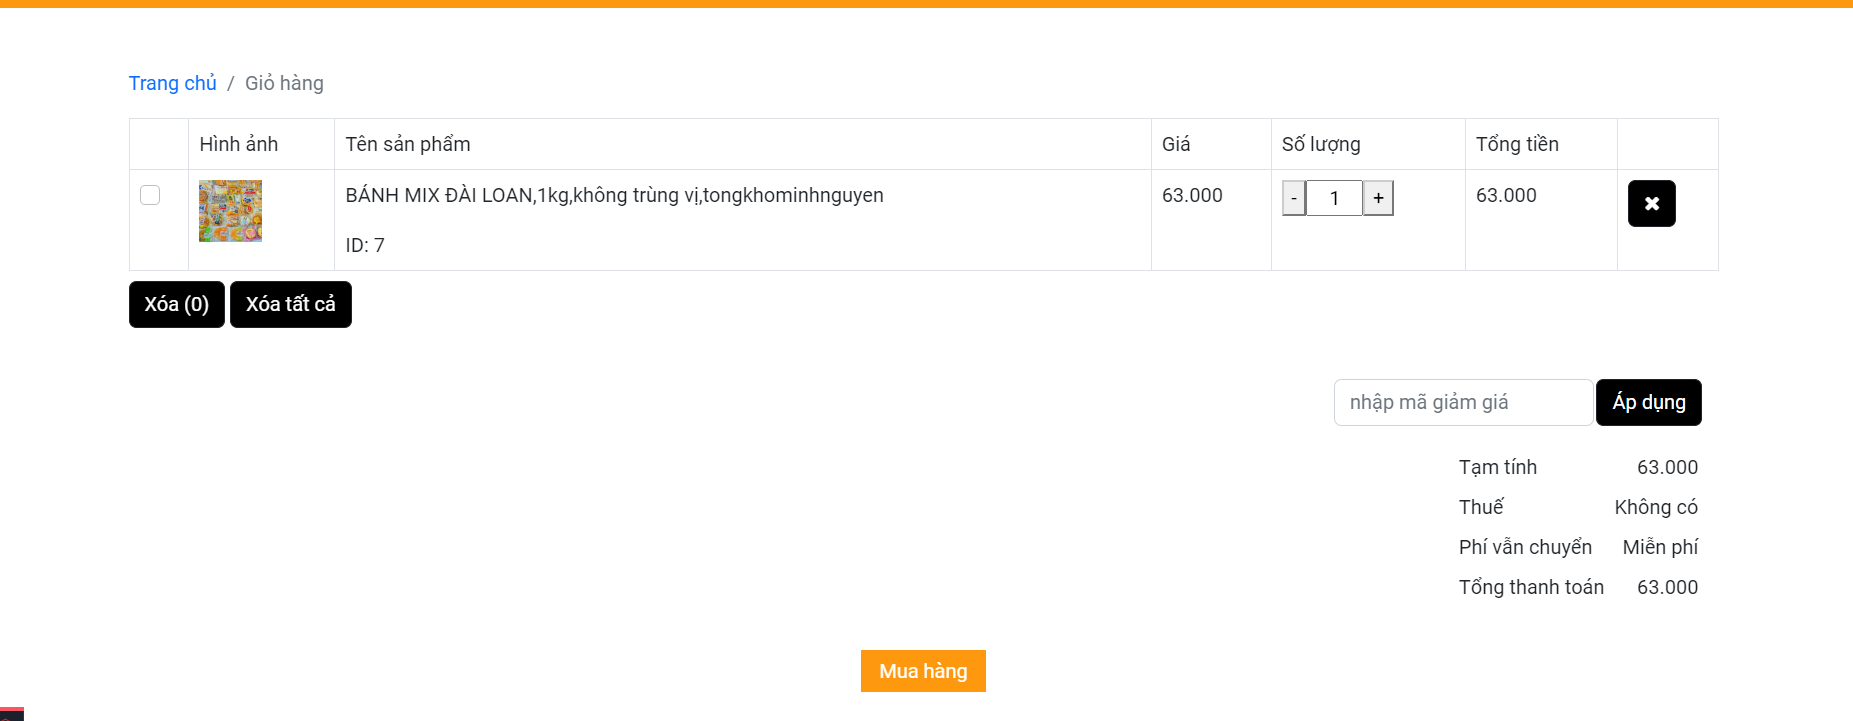 Trang chủ / Giỏ hàng
Hình ảnh Tên sản phẩm Giá Số lượng Tổng tiền
BÁNH MIX ĐÀI LOAN,1kg,không trùng vị,tongkhominhnguyen 63.000 - 1 + 63.000
ID: 7
Xóa (0) Xóa tất cả
nhập mã giảm giá Áp dụng
Tạm tính 63.000
Thuế Không có
Phí vẫn chuyển Miễn phí
Tổng thanh toán 63.000
Mua hàng